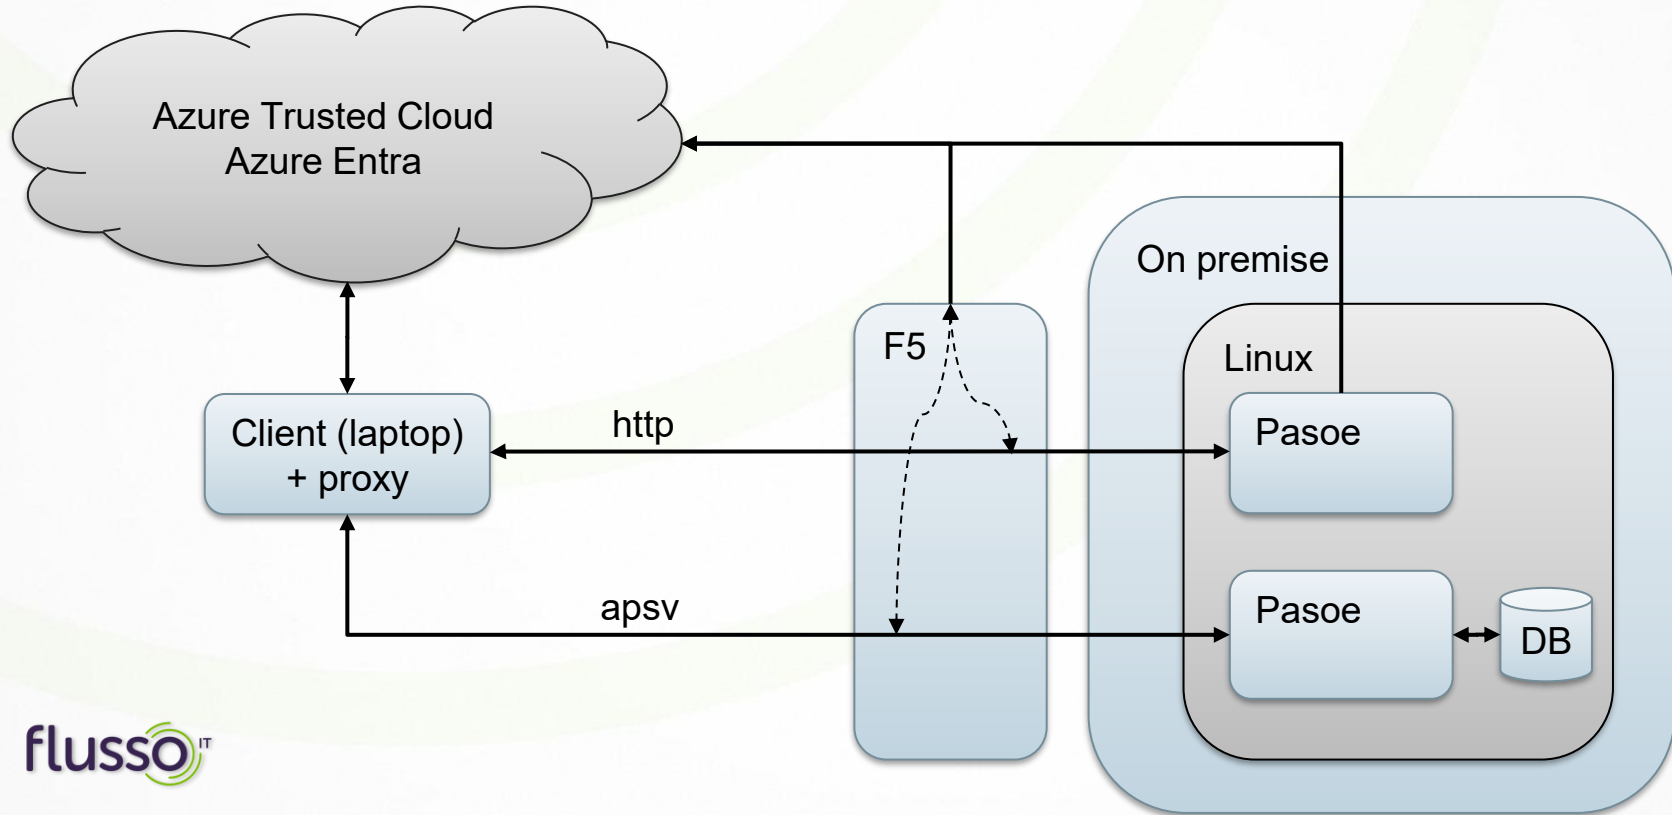 Azure Trusted Cloud
Azure Entra
On premise
F5
Linux
Client (laptop)
+ proxy
http
Pasoe
apsv
Pasoe
DB
flusso IT